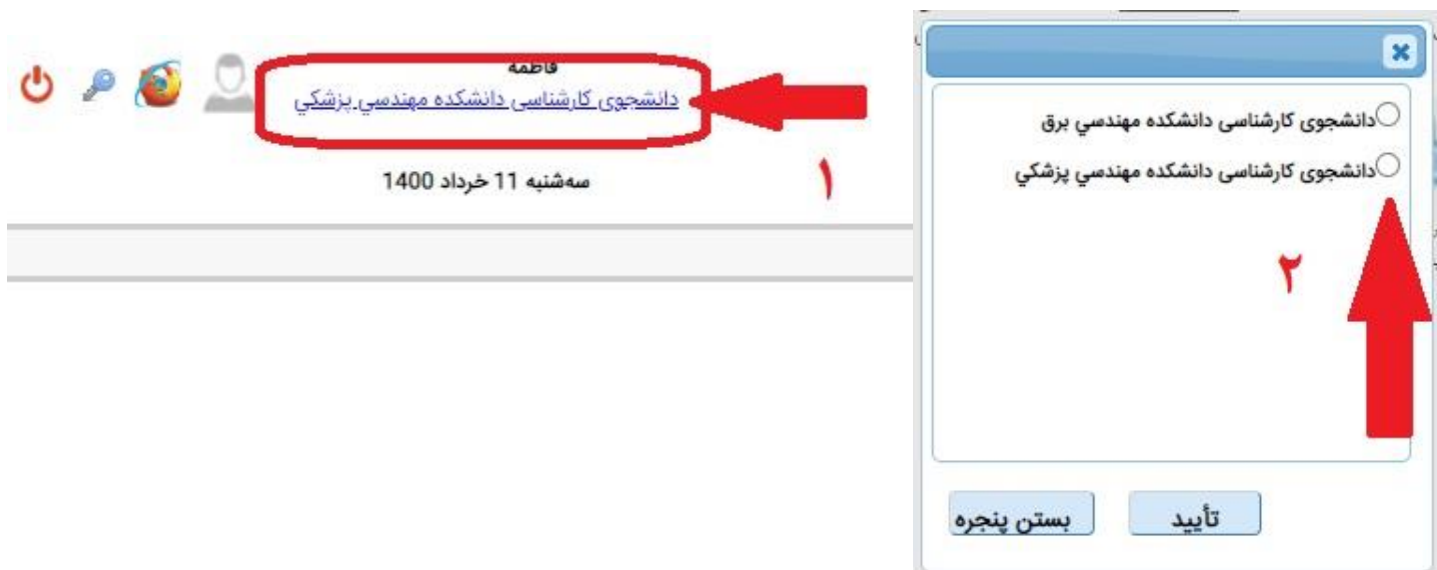 فاطمه
دانشجوی کارشناسی دانشکده مهندسي پزشکي
سه‌شنبه 11 خرداد 1400
۱
دانشجوی کارشناسی دانشکده مهندسي برق
دانشجوی کارشناسی دانشکده مهندسي پزشکي
۲
تأیید
بستن پنجره